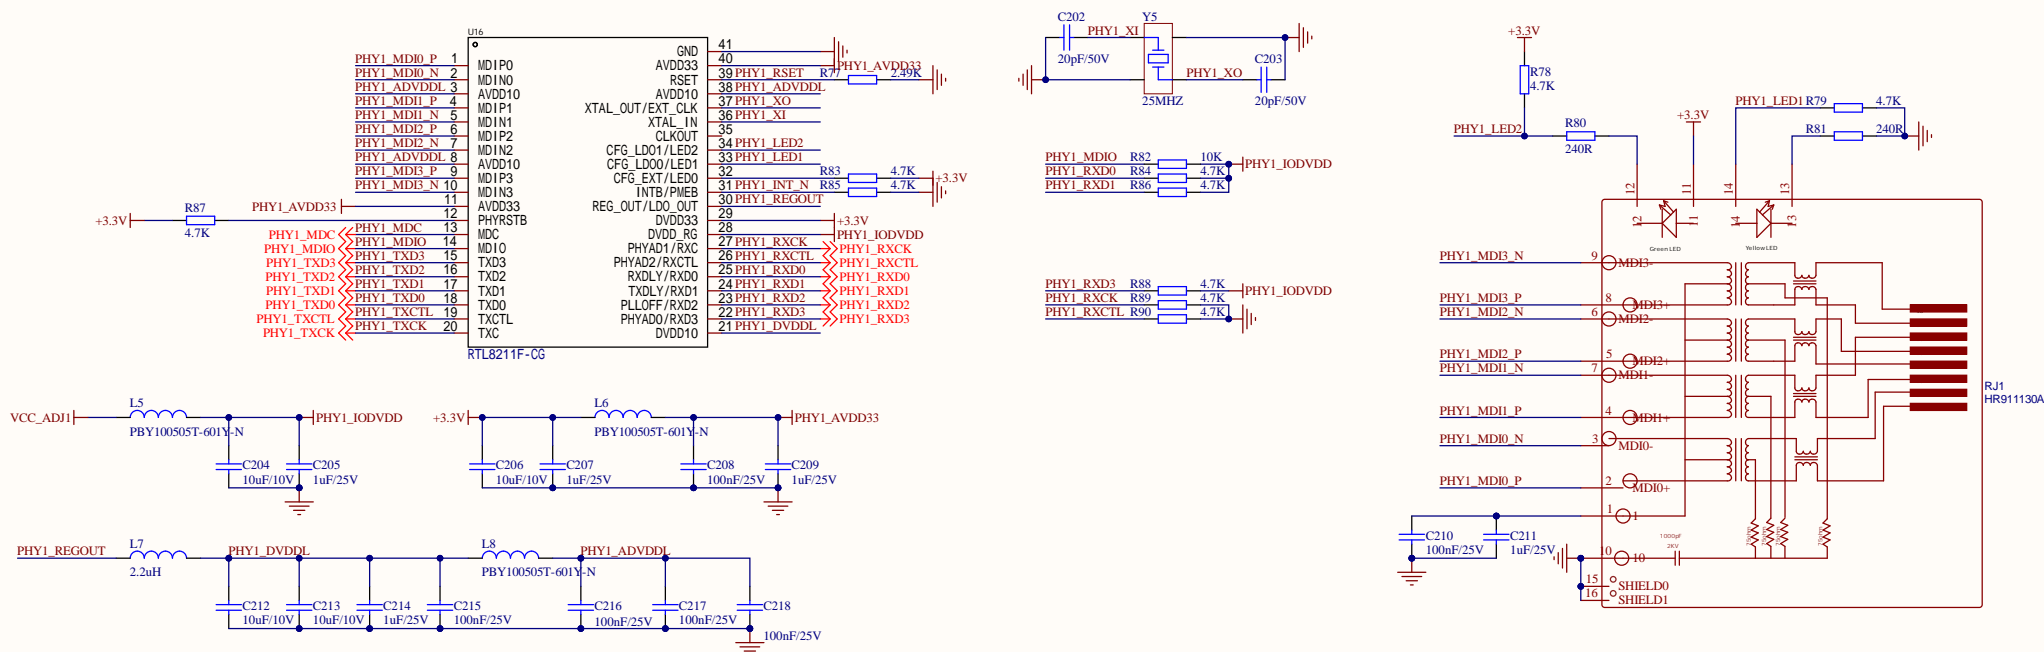 U16
PHY1_MDI0_P 1 MDIP0
PHY1_MDI0_N 2 MDIN0
PHY1_ADVDDL 3 AVDD10
PHY1_MDI1_P 4 MDIP1
PHY1_MDI1_N 5 MDIN1
PHY1_MDI2_P 6 MDIP2
PHY1_MDI2_N 7 MDIN2
PHY1_ADVDDL 8 AVDD10
PHY1_MDI3_P 9 MDIP3
PHY1_MDI3_N 10 MDIN3
PHY1_AVDD33 11 AVDD33
+3.3V R87 4.7K 12 PHYRSTB
PHY1_MDC PHY1_MDC 13 MDC
PHY1_MDIO PHY1_MDIO 14 MDIO
PHY1_TXD3 PHY1_TXD3 15 TXD3
PHY1_TXD2 PHY1_TXD2 16 TXD2
PHY1_TXD1 PHY1_TXD1 17 TXD1
PHY1_TXD0 PHY1_TXD0 18 TXD0
PHY1_TXCTL PHY1_TXCTL 19 TXCTL
PHY1_TXCK PHY1_TXCK 20 TXC
GND 41
AVDD33 40 PHY1_AVDD33
RSET 39 PHY1_RSET R77 2.49K
AVDD10 38 PHY1_ADVDDL
XTAL_OUT/EXT_CLK 37 PHY1_XO
XTAL_IN 36 PHY1_XI
CLKOUT 35
CFG_LDO1/LED2 34 PHY1_LED2
CFG_LDO0/LED1 33 PHY1_LED1
CFG_EXT/LED0 32 R83 4.7K +3.3V
INTB/PMEB 31 PHY1_INT_N R85 4.7K
REG_OUT/LDO_OUT 30 PHY1_REGOUT
DVDD33 29 +3.3V
DVDD_RG 28 PHY1_IODVDD
PHYAD1/RXC 27 PHY1_RXCK PHY1_RXCK
PHYAD2/RXCTL 26 PHY1_RXCTL PHY1_RXCTL
RXDLY/RXD0 25 PHY1_RXD0 PHY1_RXD0
TXDLY/RXD1 24 PHY1_RXD1 PHY1_RXD1
PLLOFF/RXD2 23 PHY1_RXD2 PHY1_RXD2
PHYAD0/RXD3 22 PHY1_RXD3 PHY1_RXD3
DVDD10 21 PHY1_DVDDL
RTL8211F-CG
C202 Y5
PHY1_XI
20pF/50V C203
PHY1_XO
25MHZ 20pF/50V
PHY1_MDIO R82 10K PHY1_IODVDD
PHY1_RXD0 R84 4.7K
PHY1_RXD1 R86 4.7K
PHY1_RXD3 R88 4.7K PHY1_IODVDD
PHY1_RXCK R89 4.7K
PHY1_RXCTL R90 4.7K
+3.3V
R78
4.7K
PHY1_LED2 R80
240R
+3.3V
PHY1_LED1 R79 4.7K
R81 240R
12 11 14 13
12 11 14 13
Green LED Yellow LED
PHY1_MDI3_N 9 MDI3-
PHY1_MDI3_P 8 MDI3+
PHY1_MDI2_N 6 MDI2-
PHY1_MDI2_P 5 MDI2+
PHY1_MDI1_N 7 MDI1-
PHY1_MDI1_P 4 MDI1+
PHY1_MDI0_N 3 MDI0-
PHY1_MDI0_P 2 MDI0+
1 1
10 10
15 SHIELD0
16 SHIELD1
1000pF
2KV
RJ1
HR911130A
C210
100nF/25V
C211
1uF/25V
VCC_ADJ1 L5 PHY1_IODVDD
PBY100505T-601Y-N
C204
10uF/10V
C205
1uF/25V
+3.3V L6 PHY1_AVDD33
PBY100505T-601Y-N
C206
10uF/10V
C207
1uF/25V
C208
100nF/25V
C209
1uF/25V
PHY1_REGOUT L7 PHY1_DVDDL L8 PHY1_ADVDDL
2.2uH PBY100505T-601Y-N
C212
10uF/10V
C213
10uF/10V
C214
1uF/25V
C215
100nF/25V
C216
100nF/25V
C217
100nF/25V
C218
100nF/25V